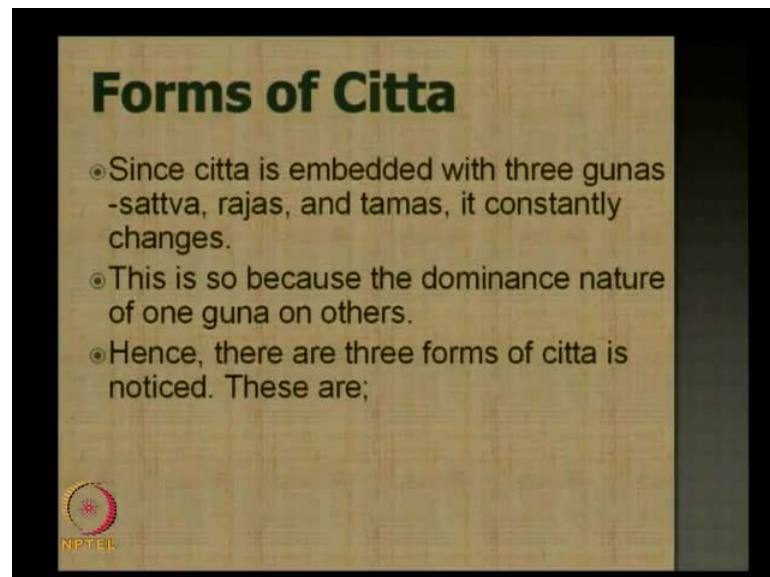 Forms of Citta
Since citta is embedded with three gunas
-sattva, rajas, and tamas, it constantly
changes.
This is so because the dominance nature
of one guna on others.
Hence, there are three forms of citta is
noticed. These are;
NPTEL